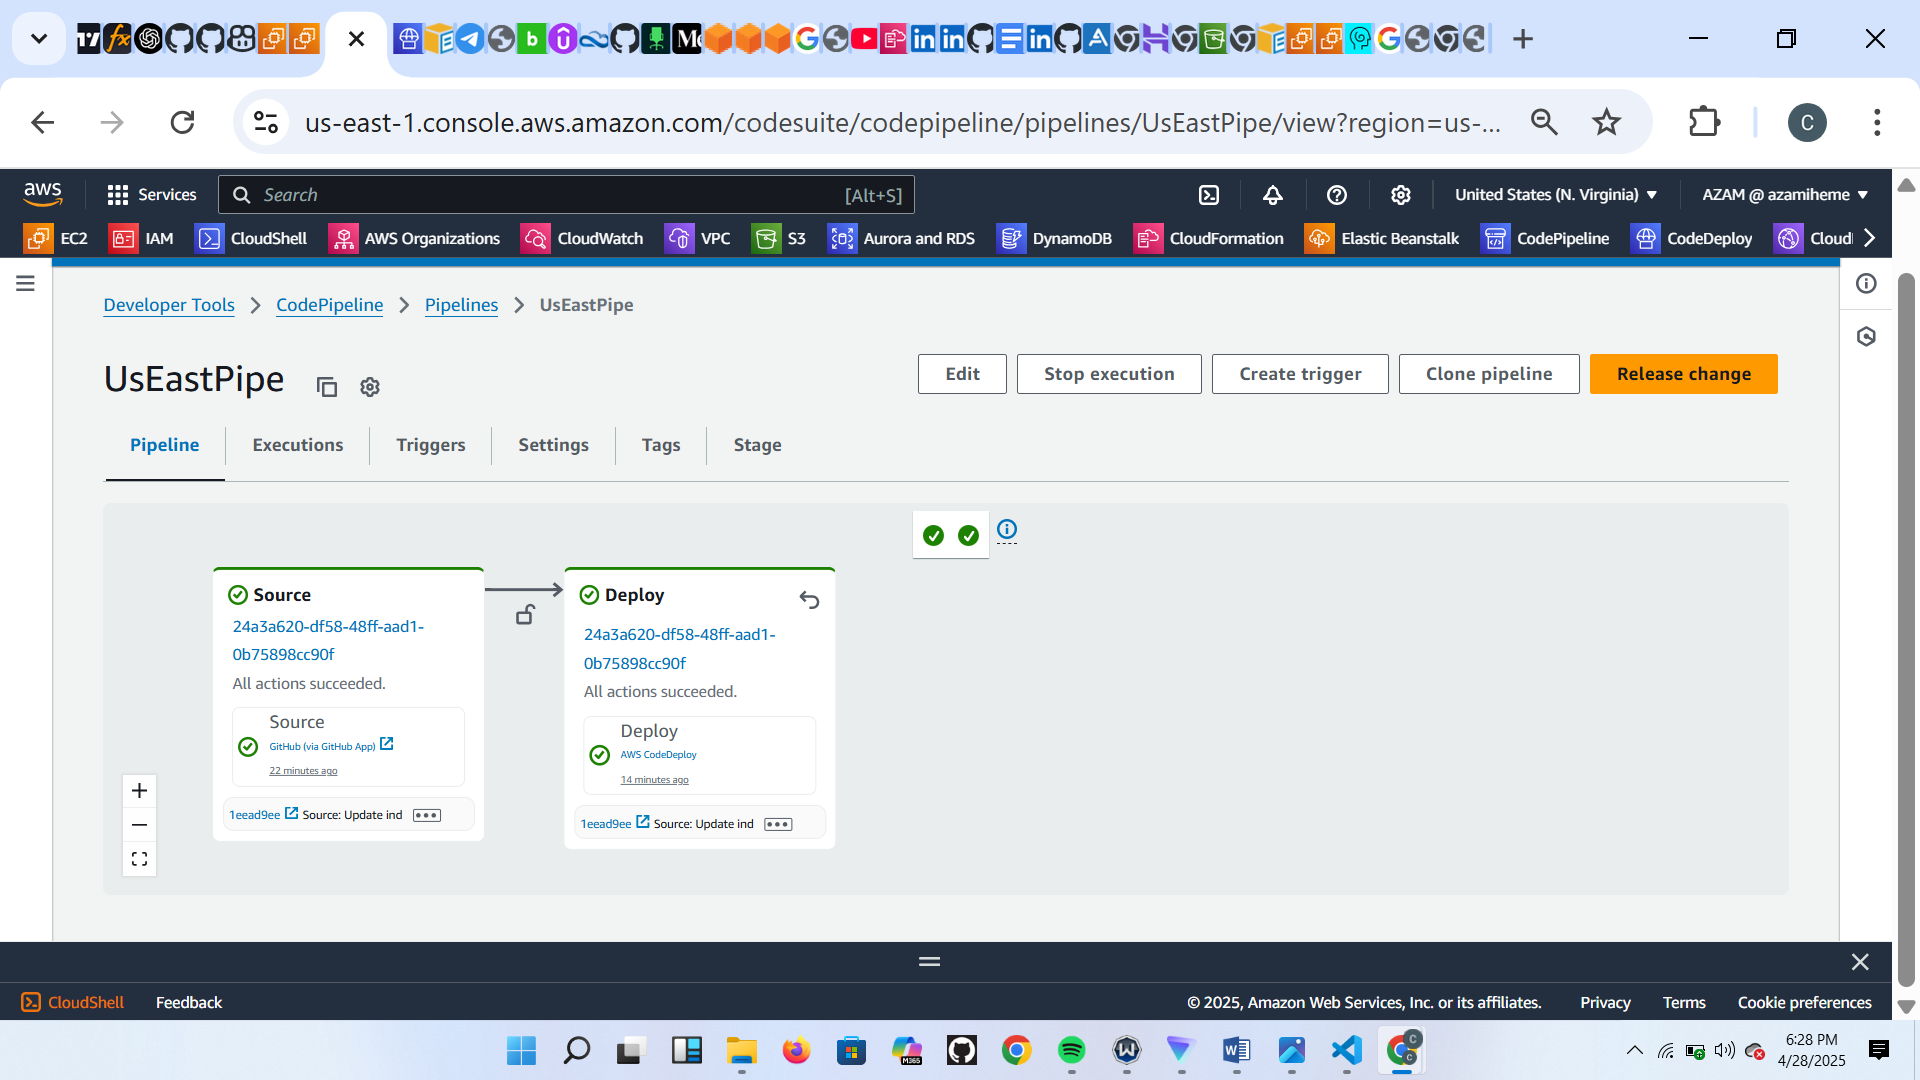 us-east-1.console.aws.amazon.com/codesuite/codepipeline/pipelines/UsEastPipe/view?region=us-...
C
aws
Services
Search
[Alt+S]
United States (N. Virginia)
AZAM @ azamiheme
EC2
IAM
CloudShell
AWS Organizations
CloudWatch
VPC
S3
Aurora and RDS
DynamoDB
CloudFormation
Elastic Beanstalk
CodePipeline
CodeDeploy
Developer Tools
CodePipeline
Pipelines
UsEastPipe
UsEastPipe
Edit
Stop execution
Create trigger
Clone pipeline
Release change
Pipeline
Executions
Triggers
Settings
Tags
Stage
Source
24a3a620-df58-48ff-aad1-
0b75898cc90f
All actions succeeded.
Source
GitHub (via GitHub App)
22 minutes ago
1eead9ee
Source: Update ind
Deploy
24a3a620-df58-48ff-aad1-
0b75898cc90f
All actions succeeded.
Deploy
AWS CodeDeploy
14 minutes ago
1eead9ee
Source: Update ind
CloudShell
Feedback
© 2025, Amazon Web Services, Inc. or its affiliates.
Privacy
Terms
Cookie preferences
6:28 PM
4/28/2025